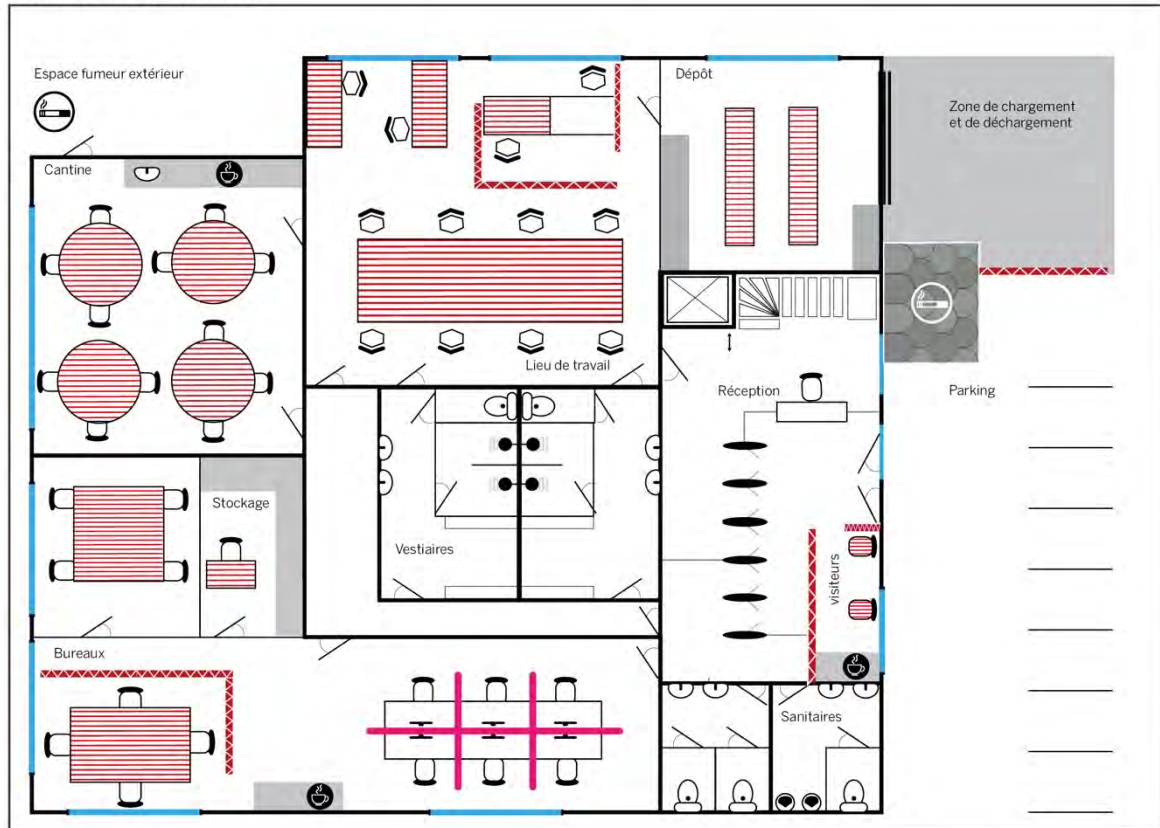 Espace fumeur extérieur
Dépôt
Zone de chargement
et de déchargement
Cantine
Lieu de travail
Réception
Parking
Stockage
Vestiaires
visiteurs
Bureaux
Sanitaires